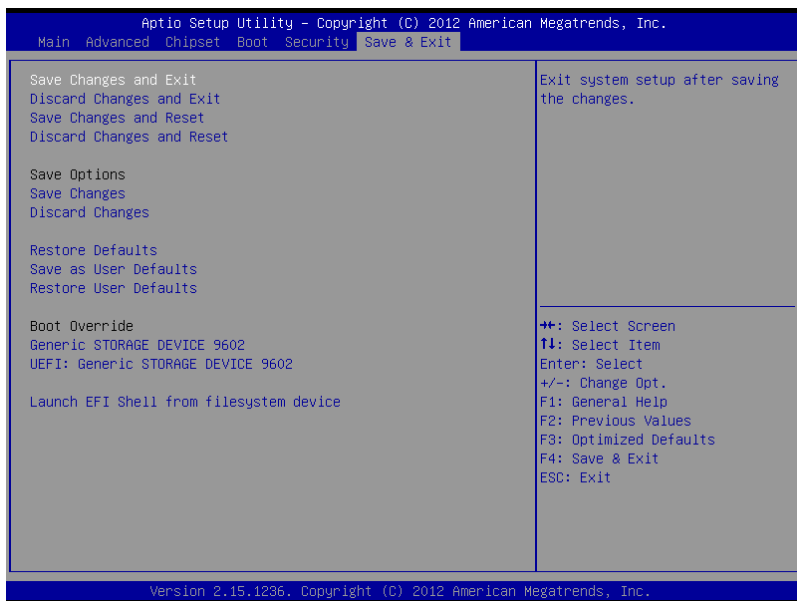 Aptio Setup Utility – Copyright (C) 2012 American Megatrends, Inc.
Main Advanced Chipset Boot Security Save & Exit
Save Changes and Exit
Discard Changes and Exit
Save Changes and Reset
Discard Changes and Reset
Save Options
Save Changes
Discard Changes
Restore Defaults
Save as User Defaults
Restore User Defaults
Boot Override
Generic STORAGE DEVICE 9602
UEFI: Generic STORAGE DEVICE 9602
Launch EFI Shell from filesystem device
Exit system setup after saving
the changes.
→←: Select Screen
↑↓: Select Item
Enter: Select
+/-: Change Opt.
F1: General Help
F2: Previous Values
F3: Optimized Defaults
F4: Save & Exit
ESC: Exit
Version 2.15.1236. Copyright (C) 2012 American Megatrends, Inc.